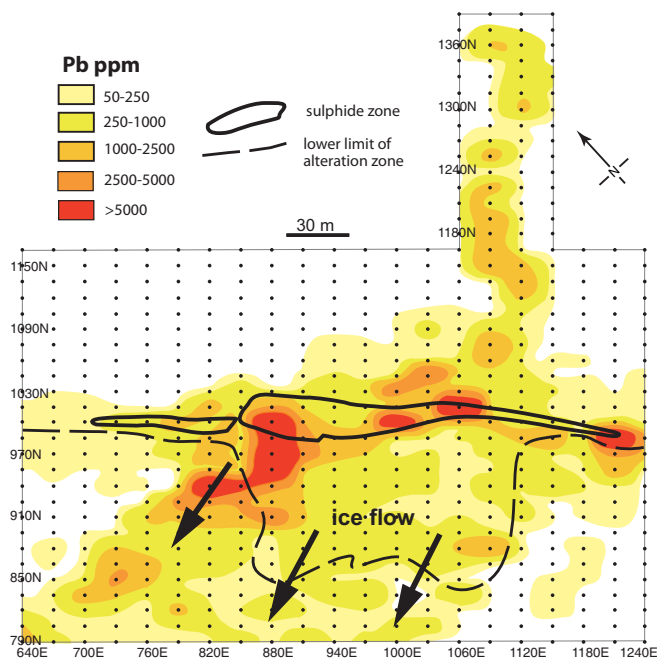 Pb ppm
50-250
250-1000
1000-2500
2500-5000
>5000
sulphide zone
lower limit of
alteration zone
30 m
N
1360N
1300N
1240N
1180N
1150N
1090N
1030N
970N
910N
850N
790N
ice flow
640E 700E 760E 820E 880E 940E 1000E 1060E 1120E 1180E 1240E